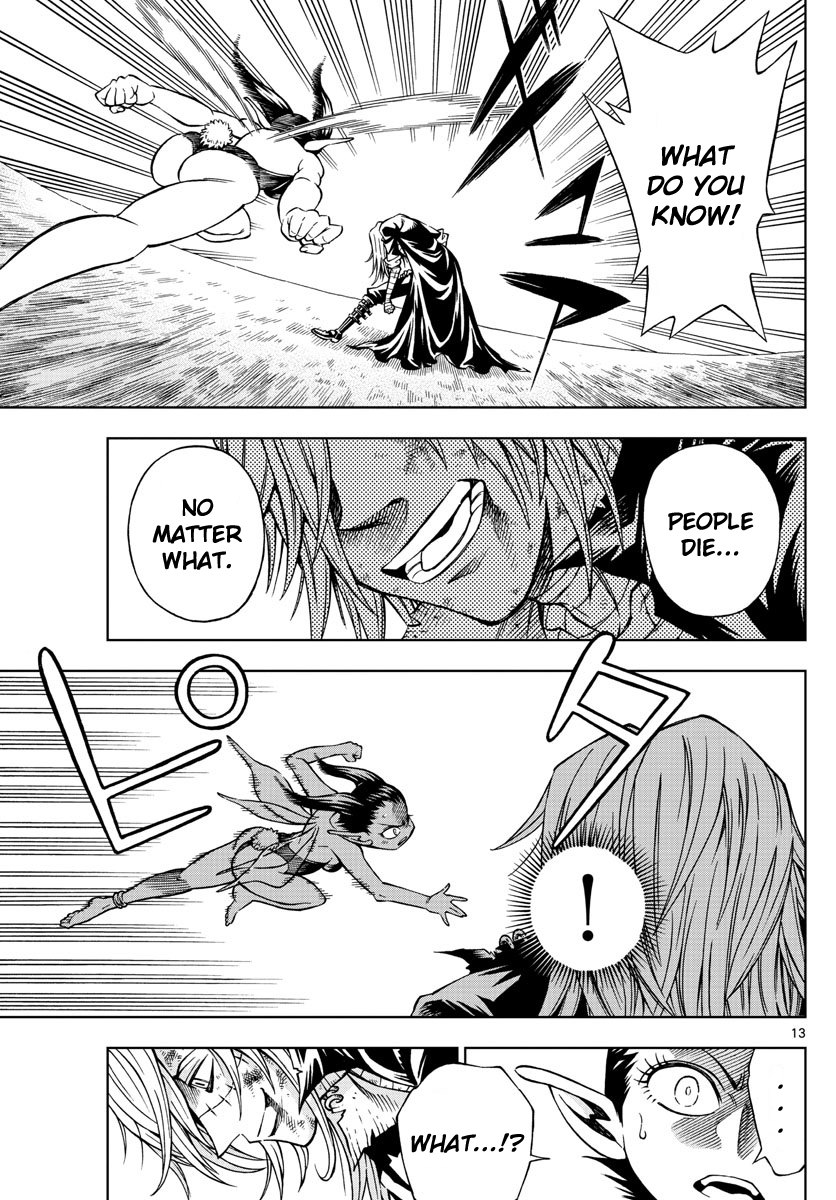 WHAT
DO YOU
KNOW!
PEOPLE
DIE...
NO
MATTER
WHAT.
ピタ
!
13
...
WHAT...!?